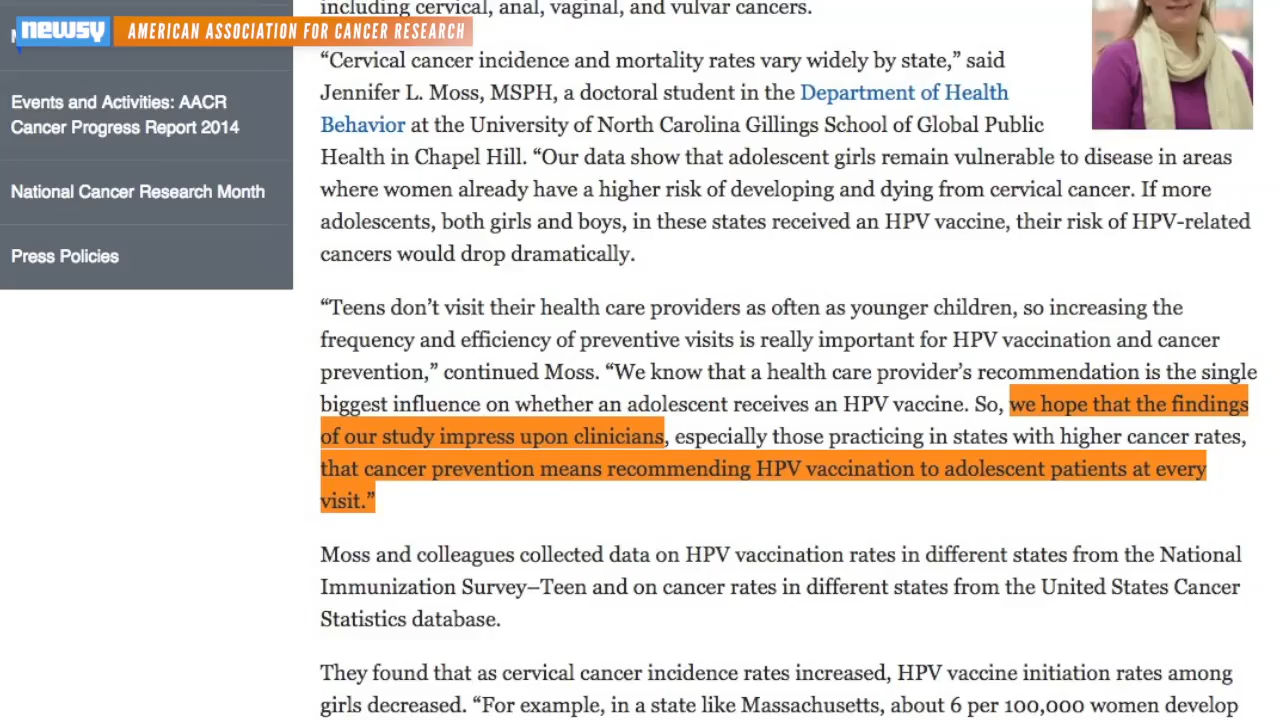 including cervical, anal, vaginal, and vulvar cancers.
newsy
AMERICAN ASSOCIATION FOR CANCER RESEARCH
Events and Activities: AACR
Cancer Progress Report 2014
National Cancer Research Month
Press Policies
“Cervical cancer incidence and mortality rates vary widely by state,” said
Jennifer L. Moss, MSPH, a doctoral student in the Department of Health
Behavior at the University of North Carolina Gillings School of Global Public
Health in Chapel Hill. “Our data show that adolescent girls remain vulnerable to disease in areas
where women already have a higher risk of developing and dying from cervical cancer. If more
adolescents, both girls and boys, in these states received an HPV vaccine, their risk of HPV-related
cancers would drop dramatically.
“Teens don’t visit their health care providers as often as younger children, so increasing the
frequency and efficiency of preventive visits is really important for HPV vaccination and cancer
prevention,” continued Moss. “We know that a health care provider’s recommendation is the single
biggest influence on whether an adolescent receives an HPV vaccine. So, we hope that the findings
of our study impress upon clinicians, especially those practicing in states with higher cancer rates,
that cancer prevention means recommending HPV vaccination to adolescent patients at every
visit.”
Moss and colleagues collected data on HPV vaccination rates in different states from the National
Immunization Survey–Teen and on cancer rates in different states from the United States Cancer
Statistics database.
They found that as cervical cancer incidence rates increased, HPV vaccine initiation rates among
girls decreased. “For example, in a state like Massachusetts, about 6 per 100,000 women develop